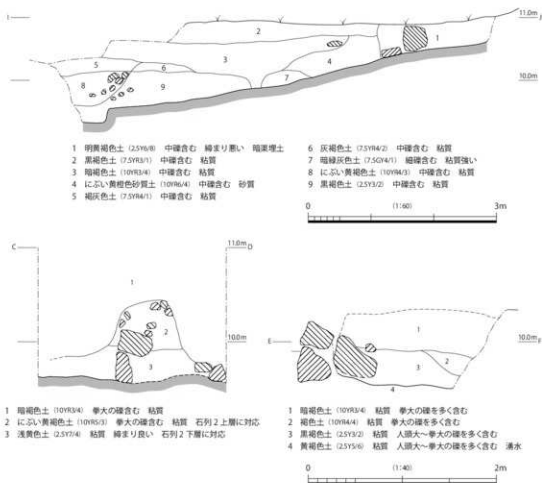 I
11.0m
J
2
1
3
4
5
6
10.0m
7
8
9
1 明黄褐色土 (2.5Y6/8) 中礫含む 締まり悪い 暗渠埋土
2 黒褐色土 (7.5YR3/1) 中礫含む 粘質
3 暗褐色土 (10YR3/4) 中礫含む 粘質
4 にぶい黄橙色砂質土 (10YR6/4) 中礫含む 砂質
5 褐灰色土 (7.5YR4/1) 中礫含む 粘質
6 灰褐色土 (7.5YR4/2) 中礫含む 粘質
7 暗緑灰色土 (7.5GY4/1) 細礫含む 粘質強い
8 にぶい黄褐色土 (10YR4/3) 中礫含む 粘質
9 黒褐色土 (2.5Y3/2) 中礫含む 粘質
0 (1:60) 3m
C
11.0m
D
1
2
10.0m
3
1 暗褐色土 (10YR3/4) 拳大の礫含む 粘質
2 にぶい黄褐色土 (10YR5/3) 拳大の礫含む 粘質 石列2上層に対応
3 浅黄色土 (2.5Y7/4) 粘質 締まり良い 石列2下層に対応
E
1
10.0m
F
2
3
4
1 暗褐色土 (10YR3/4) 粘質 拳大の礫を多く含む
2 褐色土 (10YR4/4) 粘質 拳大の礫を多く含む
3 黒褐色土 (2.5Y3/2) 粘質 人頭大〜拳大の礫を多く含む
4 黄褐色土 (2.5Y5/6) 粘質 人頭大〜拳大の礫を多く含む 湧水
0 (1:40) 2m